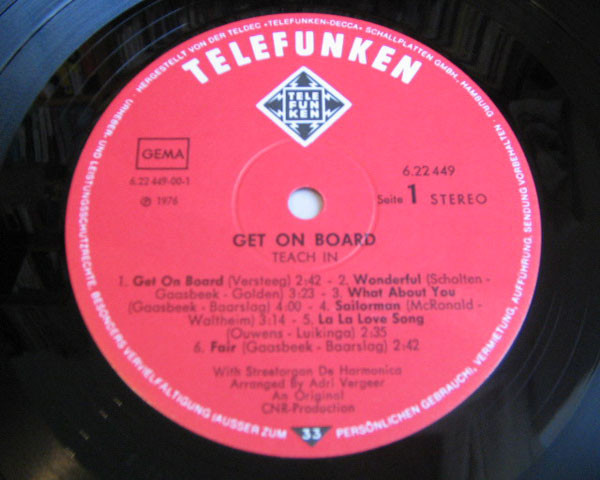 HERGESTELLT VON DER TELDEC »TELEFUNKEN-DECCA« SCHALLPLATTEN GMBH., HAMBURG
TELEFUNKEN
TELE
FUN
KEN
GEMA
6.22 449-00-1
℗ 1976
6.22 449
Seite 1 STEREO
GET ON BOARD
TEACH IN
1. Get On Board (Versteeg) 2:42 - 2. Wonderful (Scholten -
Gaasbeek - Golden) 3:23 - 3. What About You
(Gaasbeek - Baarslag) 4:00 - 4. Sailorman (McRonald -
Waltheim) 3:14 - 5. La La Love Song
(Ouwens - Luikinga) 2:35
6. Fair (Gaasbeek - Baarslag) 2:42
With Streetorgan De Harmonica
Arranged By Adri Vergeer
An Original
CNR-Production
URHEBER- UND LEISTUNGSSCHUTZRECHTE, BESONDERS VERVIELFÄLTIGUNG (AUSSER ZUM
33
PERSÖNLICHEN GEBRAUCH), VERMIETUNG, AUFFÜHRUNG, SENDUNG VORBEHALTEN